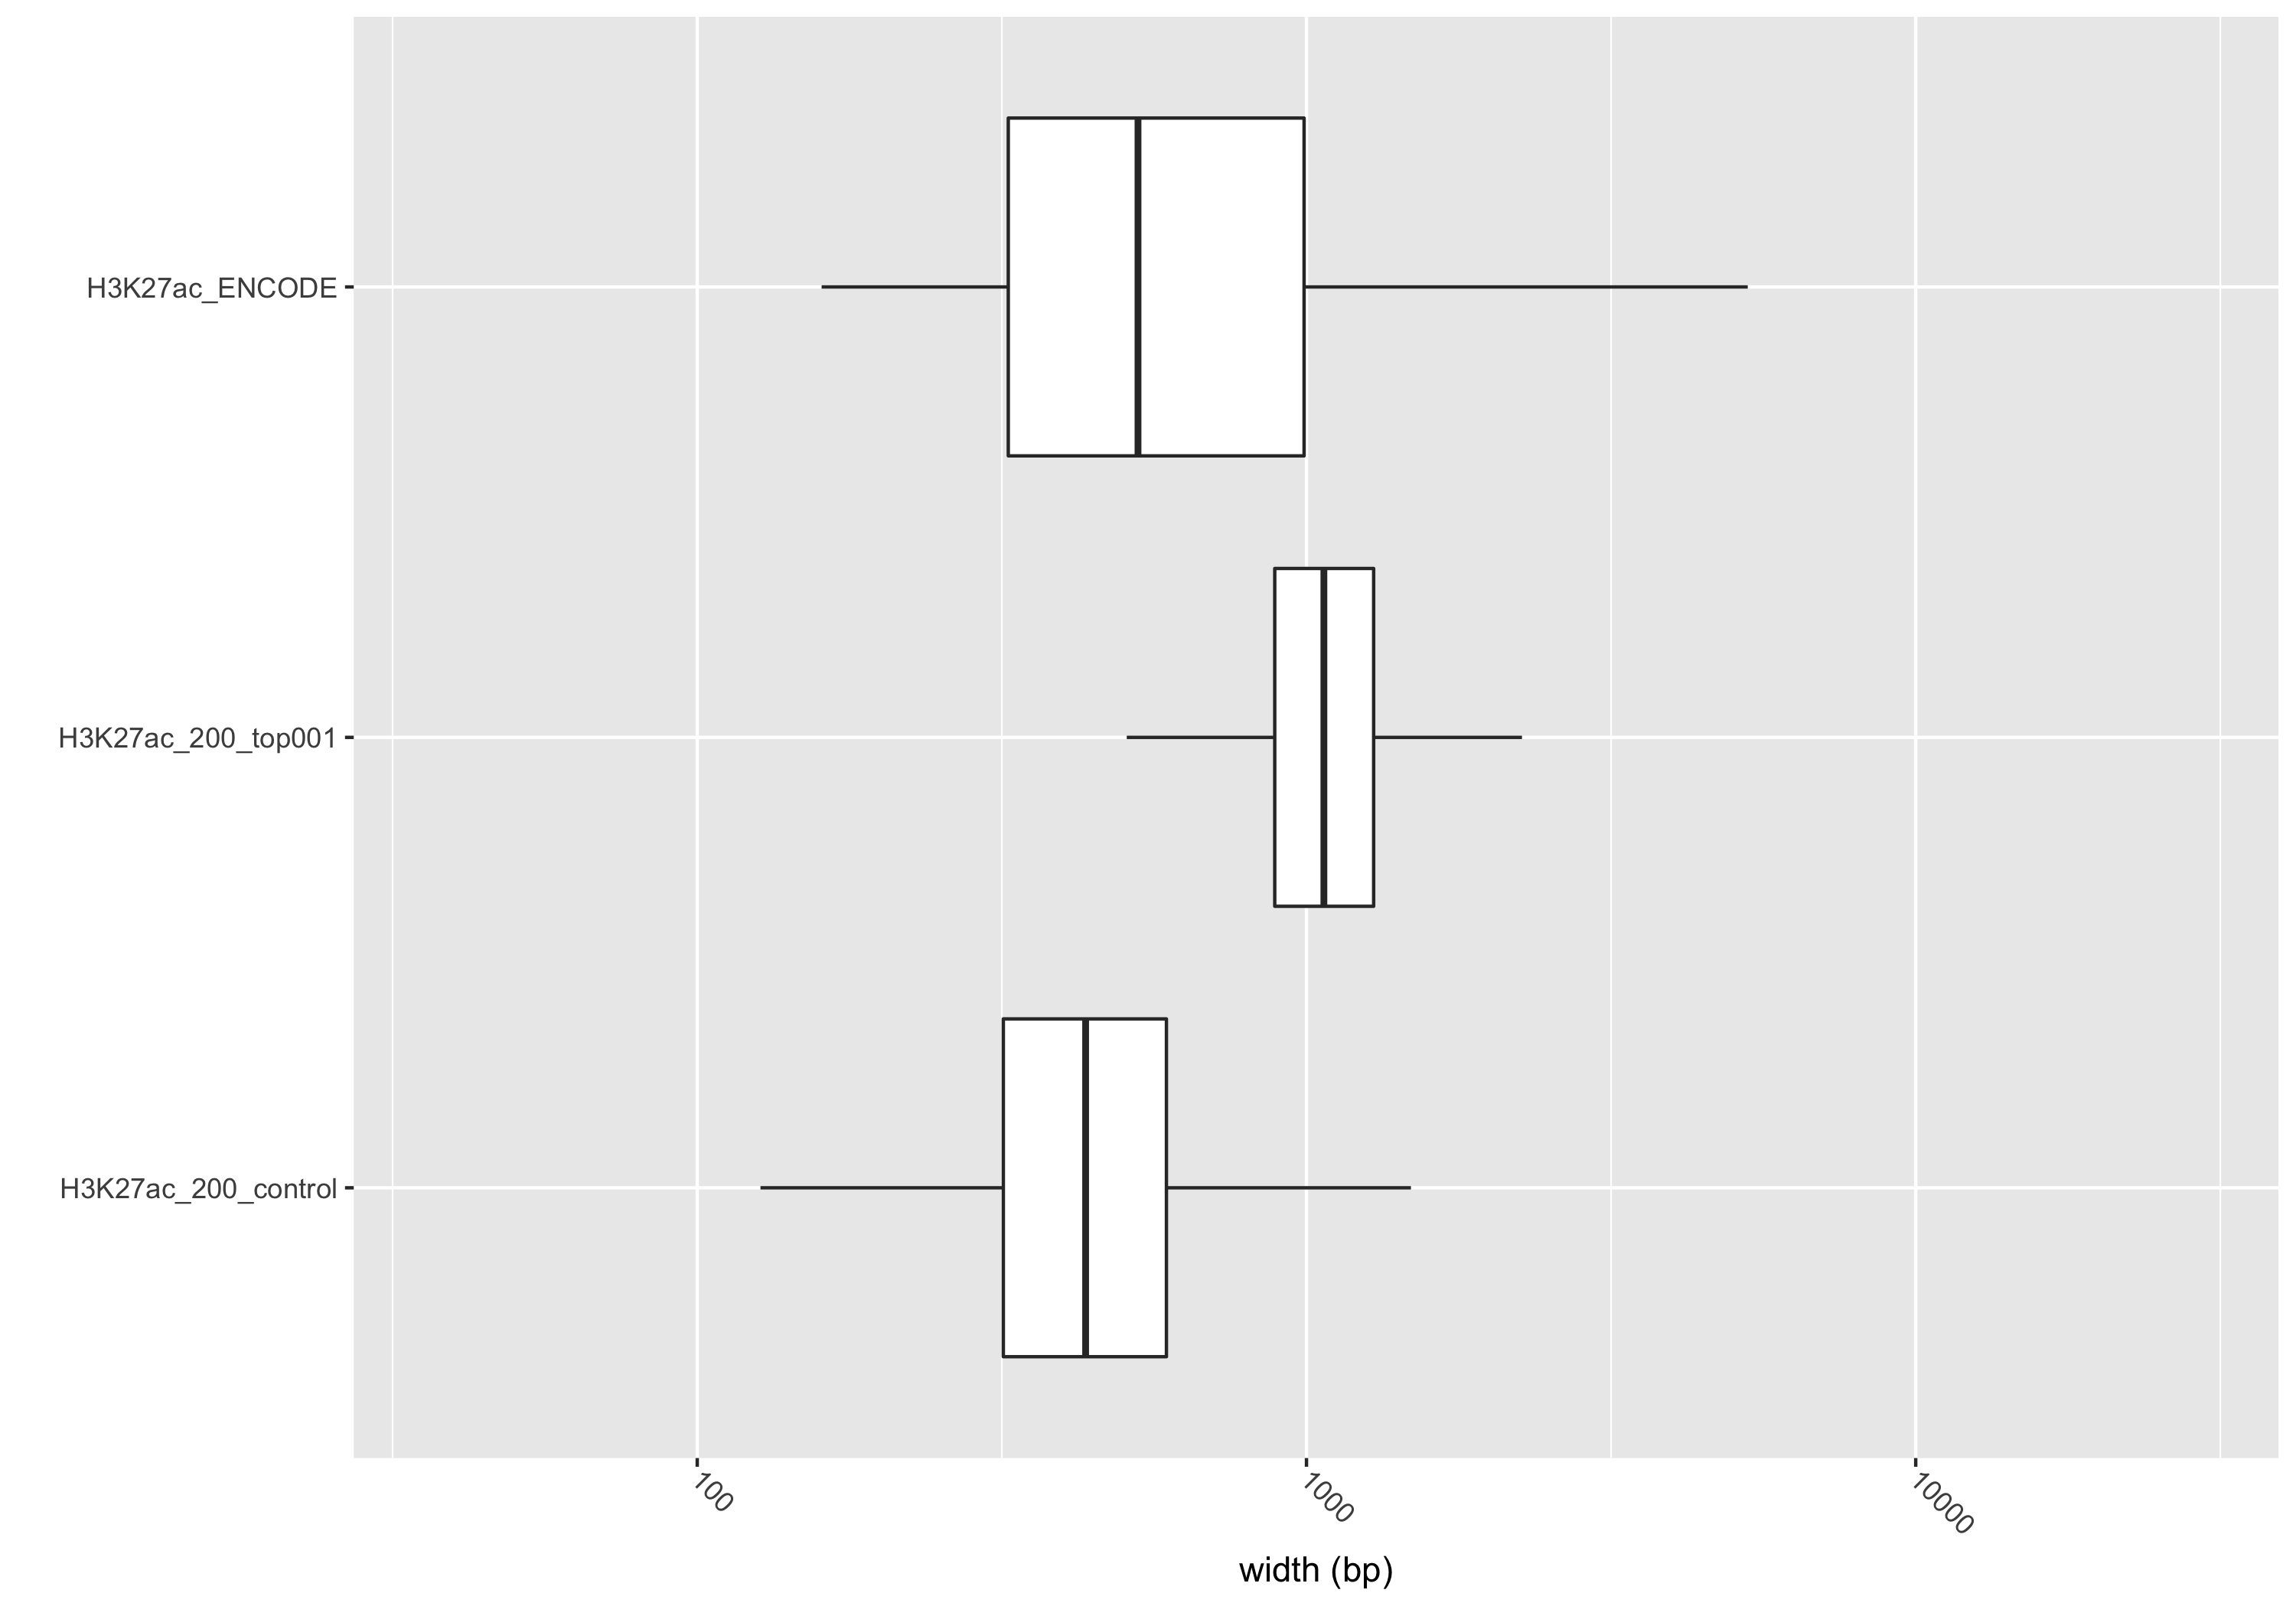 H3K27ac_ENCODE
H3K27ac_200_top001
H3K27ac_200_control
100
1000
10000
width (bp)